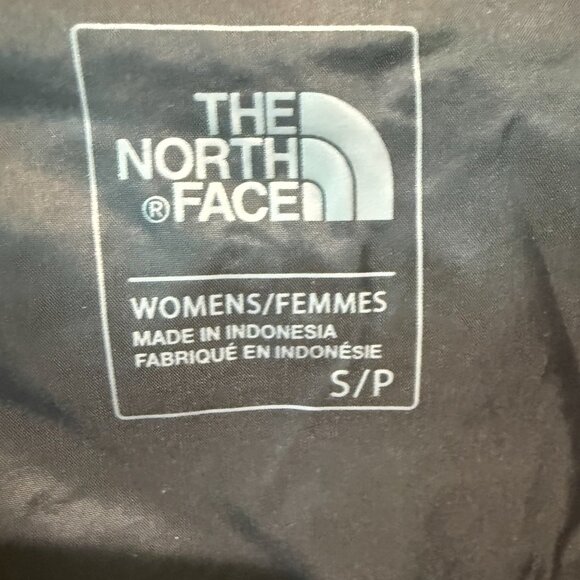 THE
NORTH
® FACE
WOMENS/FEMMES
MADE IN INDONESIA
FABRIQUÉ EN INDONÉSIE
S/P